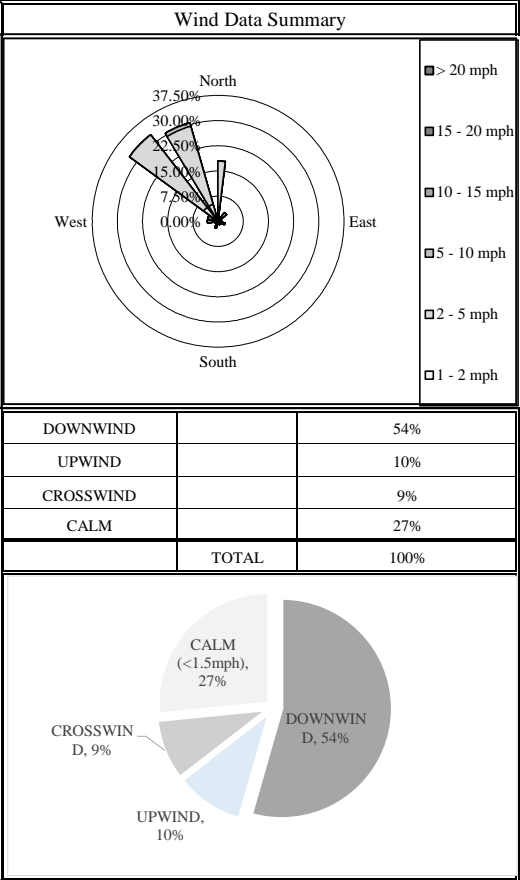 Wind Data Summary
North
37.50%
30.00%
22.50%
15.00%
7.50%
0.00%
West
East
South
> 20 mph
15 - 20 mph
10 - 15 mph
5 - 10 mph
2 - 5 mph
1 - 2 mph
DOWNWIND 54%
UPWIND 10%
CROSSWIND 9%
CALM 27%
TOTAL 100%
CALM
(<1.5mph),
27%
DOWNWIN
D, 54%
CROSSWIN
D, 9%
UPWIND,
10%